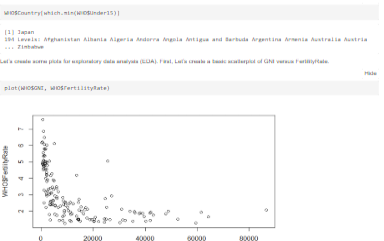 WHO$Country[which.min(WHO$Under15)]
[1] Japan
194 Levels: Afghanistan Albania Algeria Andorra Angola Antigua and Barbuda Argentina Armenia Australia Austria
... Zimbabwe
Let's create some plots for exploratory data analysis (EDA). First, Let's create a basic scatterplot of GNI versus FertilityRate.
Hide
plot(WHO$GNI, WHO$FertilityRate)
WHO$FertilityRate
7
6
5
4
3
2
0
20000
40000
60000
80000